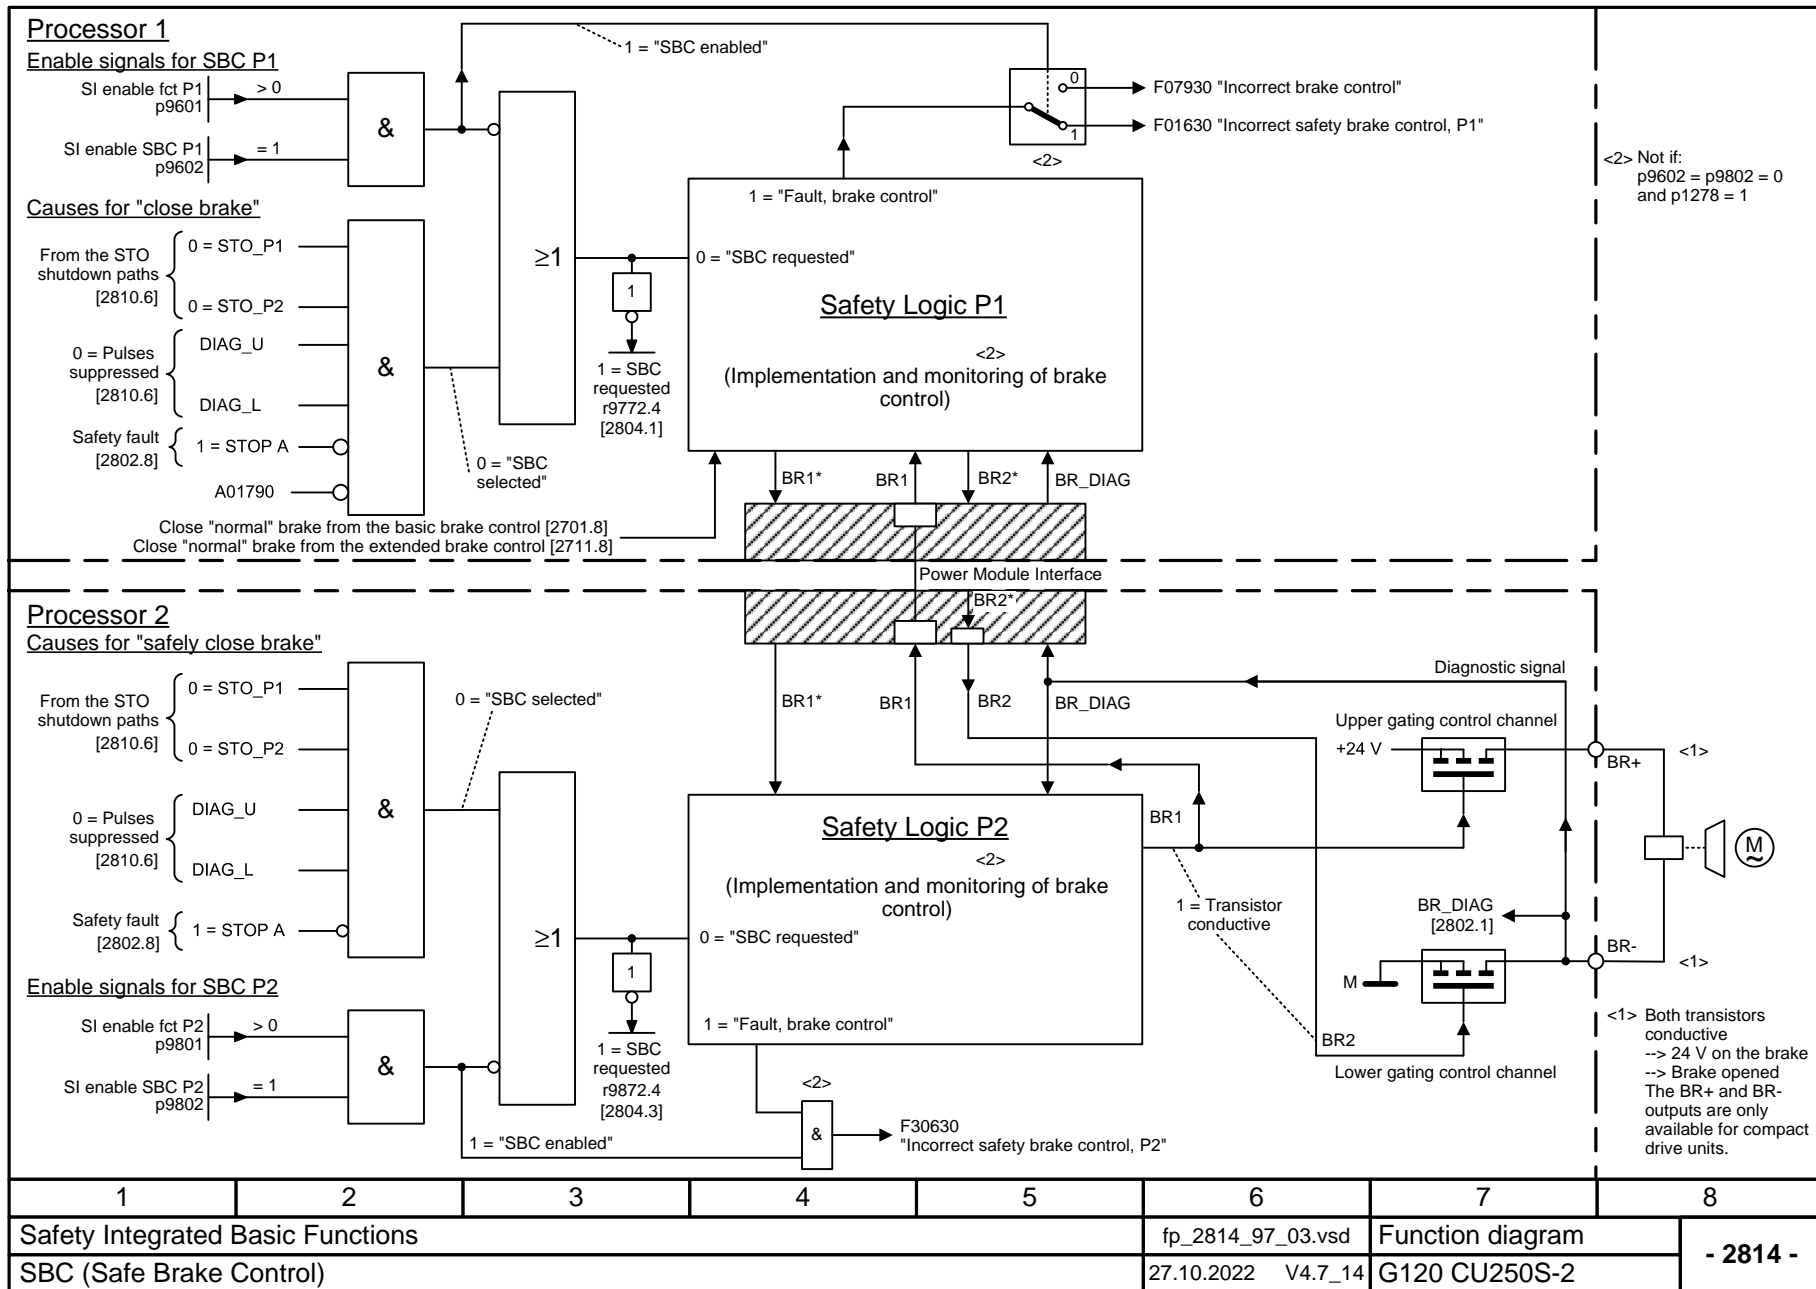 Processor 1
Enable signals for SBC P1
SI enable fct P1
p9601
> 0
SI enable SBC P1
p9602
= 1
&
1 = "SBC enabled"
0
1
F07930 "Incorrect brake control"
F01630 "Incorrect safety brake control, P1"
<2>
<2> Not if:
p9602 = p9802 = 0
and p1278 = 1
Causes for "close brake"
From the STO
shutdown paths
[2810.6]
0 = STO_P1
0 = STO_P2
0 = Pulses
suppressed
[2810.6]
DIAG_U
DIAG_L
Safety fault
[2802.8]
1 = STOP A
A01790
&
0 = "SBC
selected"
≥1
1
1 = SBC
requested
r9772.4
[2804.1]
1 = "Fault, brake control"
0 = "SBC requested"
Safety Logic P1
<2>
(Implementation and monitoring of brake
control)
Close "normal" brake from the basic brake control [2701.8]
Close "normal" brake from the extended brake control [2711.8]
BR1*
BR1
BR2*
BR_DIAG
Power Module Interface
Processor 2
Causes for "safely close brake"
From the STO
shutdown paths
[2810.6]
0 = STO_P1
0 = STO_P2
0 = Pulses
suppressed
[2810.6]
DIAG_U
DIAG_L
Safety fault
[2802.8]
1 = STOP A
&
0 = "SBC selected"
≥1
Enable signals for SBC P2
SI enable fct P2
p9801
> 0
SI enable SBC P2
p9802
= 1
&
1 = "SBC enabled"
1
1 = SBC
requested
r9872.4
[2804.3]
BR2*
BR1*
BR1
BR2
BR_DIAG
Safety Logic P2
<2>
(Implementation and monitoring of brake
control)
0 = "SBC requested"
1 = "Fault, brake control"
<2>
&
F30630
"Incorrect safety brake control, P2"
Diagnostic signal
Upper gating control channel
+24 V
BR1
1 = Transistor
conductive
BR_DIAG
[2802.1]
M
BR2
Lower gating control channel
BR+
<1>
M
~
BR-
<1>
<1> Both transistors
conductive
--> 24 V on the brake
--> Brake opened
The BR+ and BR-
outputs are only
available for compact
drive units.
1 2 3 4 5 6 7 8
Safety Integrated Basic Functions
fp_2814_97_03.vsd
Function diagram
- 2814 -
SBC (Safe Brake Control)
27.10.2022 V4.7_14
G120 CU250S-2